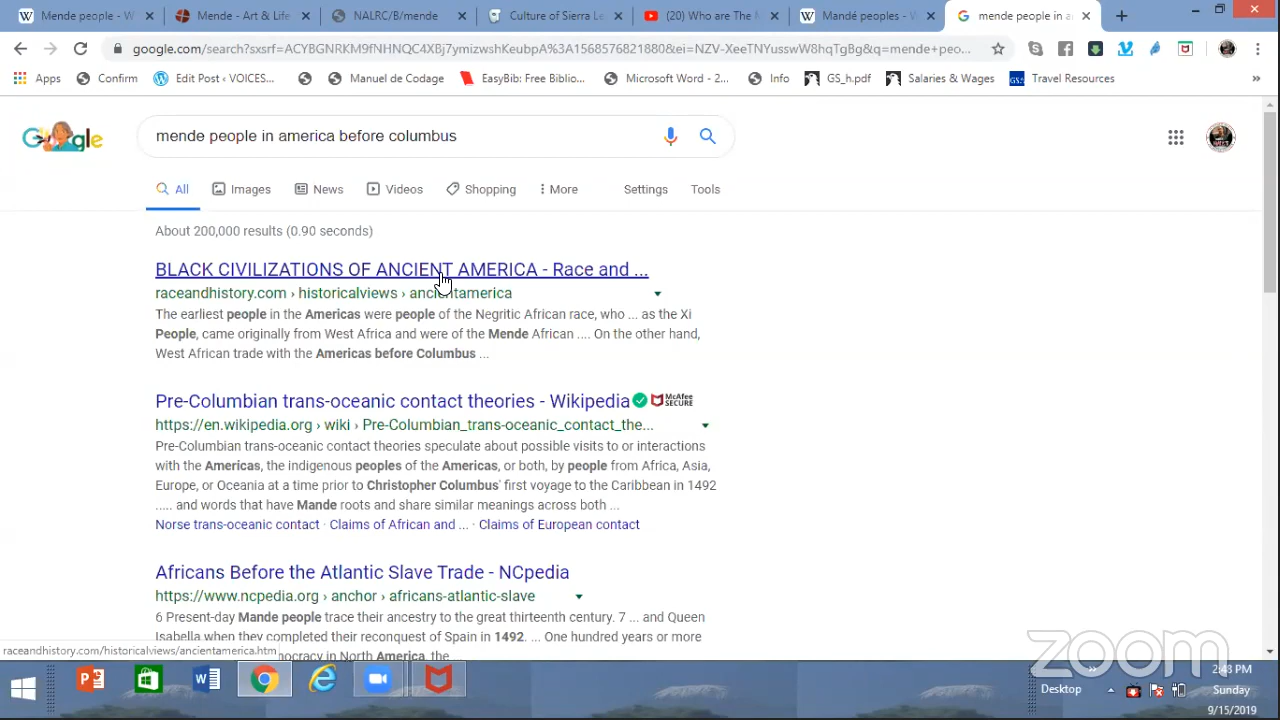 Mende people - W
Mende - Art & Life
NALRC/B/mende
Culture of Sierra Le
(20) Who are The M
Mandé peoples - W
mende people in a
google.com/search?sxsrf=ACYBGNRKM9fNHNQC4XBj7ymizwshKeubpA%3A1568576821880&ei=NZV-XeeTNYusswW8hqTgBg&q=mende+peo...
Apps
Confirm
Edit Post ‹ VOICES...
Manuel de Codage
EasyBib: Free Biblio...
Microsoft Word - 2...
Info
GS_h.pdf
Salaries & Wages
Travel Resources
»
mende people in america before columbus
All
Images
News
Videos
Shopping
More
Settings
Tools
About 200,000 results (0.90 seconds)
BLACK CIVILIZATIONS OF ANCIENT AMERICA - Race and ...
raceandhistory.com › historicalviews › ancientamerica
The earliest people in the Americas were people of the Negritic African race, who ... as the Xi
People, came originally from West Africa and were of the Mende African .... On the other hand,
West African trade with the Americas before Columbus ...
Pre-Columbian trans-oceanic contact theories - Wikipedia McAfee SECURE
https://en.wikipedia.org › wiki › Pre-Columbian_trans-oceanic_contact_the...
Pre-Columbian trans-oceanic contact theories speculate about possible visits to or interactions
with the Americas, the indigenous peoples of the Americas, or both, by people from Africa, Asia,
Europe, or Oceania at a time prior to Christopher Columbus' first voyage to the Caribbean in 1492
..... and words that have Mande roots and share similar meanings across both ...
Norse trans-oceanic contact · Claims of African and ... · Claims of European contact
Africans Before the Atlantic Slave Trade - NCpedia
https://www.ncpedia.org › anchor › africans-atlantic-slave
6 Present-day Mande people trace their ancestry to the great thirteenth century. 7 ... and Queen
Isabella when they completed their reconquest of Spain in 1492. ... One hundred years or more
mocracy in North America, the
raceandhistory.com/historicalviews/ancientamerica.htm
zoom
Desktop
2:43 PM
Sunday
9/15/2019